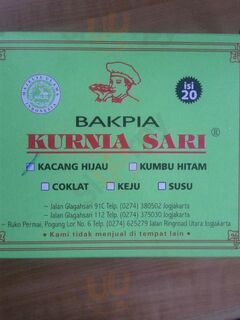 isi
20
BAKPIA
KURNIA SARI ®
KACANG HIJAU KUMBU HITAM
COKLAT KEJU SUSU
- Jalan Glagahsari 91C Telp. (0274) 380502 Jogjakarta
- Jalan Glagahsari 112 Telp. (0274) 375030 Jogjakarta
- Ruko Permai, Pogung Lor No. 6 Telp. (0274) 625279 Jalan Ringroad Utara Jogjakarta
• Kami tidak menjual di tempat lain •